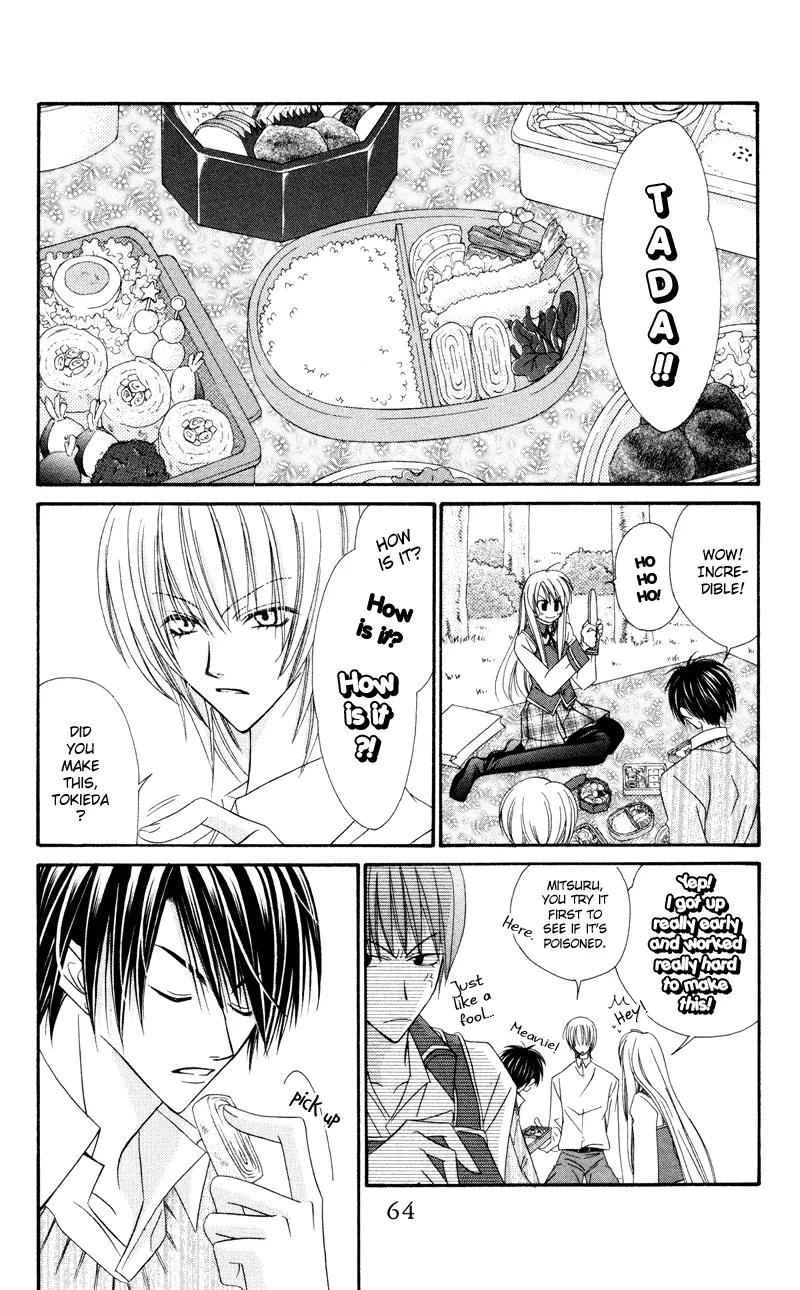 TADA!!
WOW!
INCRE-
DIBLE!
HO
HO
HO!
HOW
IS IT?
How
is it?
How
is it
?!
DID
YOU
MAKE
THIS,
TOKIEDA
?
Yep!
I got up
really early
and worked
really hard
to make
this!
Hey!
MITSURU,
YOU TRY IT
FIRST TO
SEE IF IT'S
POISONED.
Here.
Meanie!
Just
like a
fool...
pick up
64